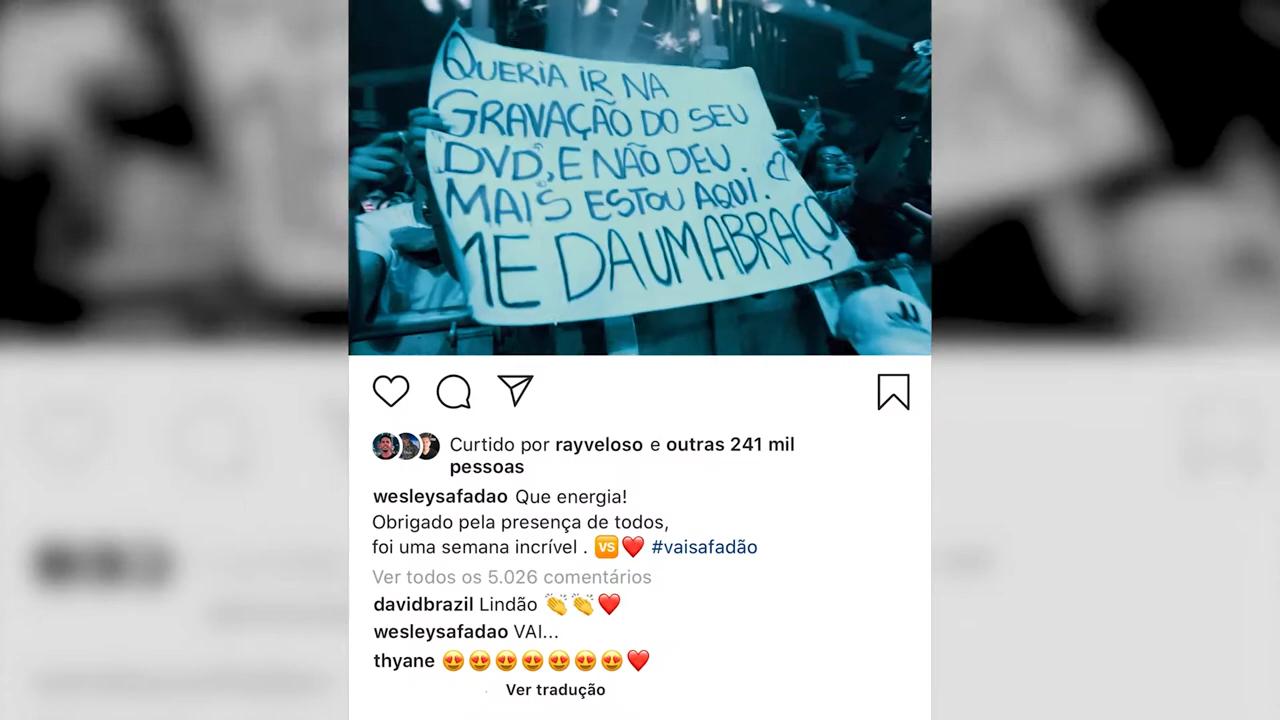 QUERIA IR NA
GRAVAÇÃO DO SEU
DVD, E NÃO DEU.
MAIS ESTOU AQUI.
ME DA UM ABRAÇO
Curtido por rayveloso e outras 241 mil
pessoas
wesleysafadao Que energia!
Obrigado pela presença de todos,
foi uma semana incrível . 🆚❤️ #vaisafadão
Ver todos os 5.026 comentários
davidbrazil Lindão 👏👏❤️
wesleysafadao VAI...
thyane 😍😍😍😍😍😍😍❤️
Ver tradução